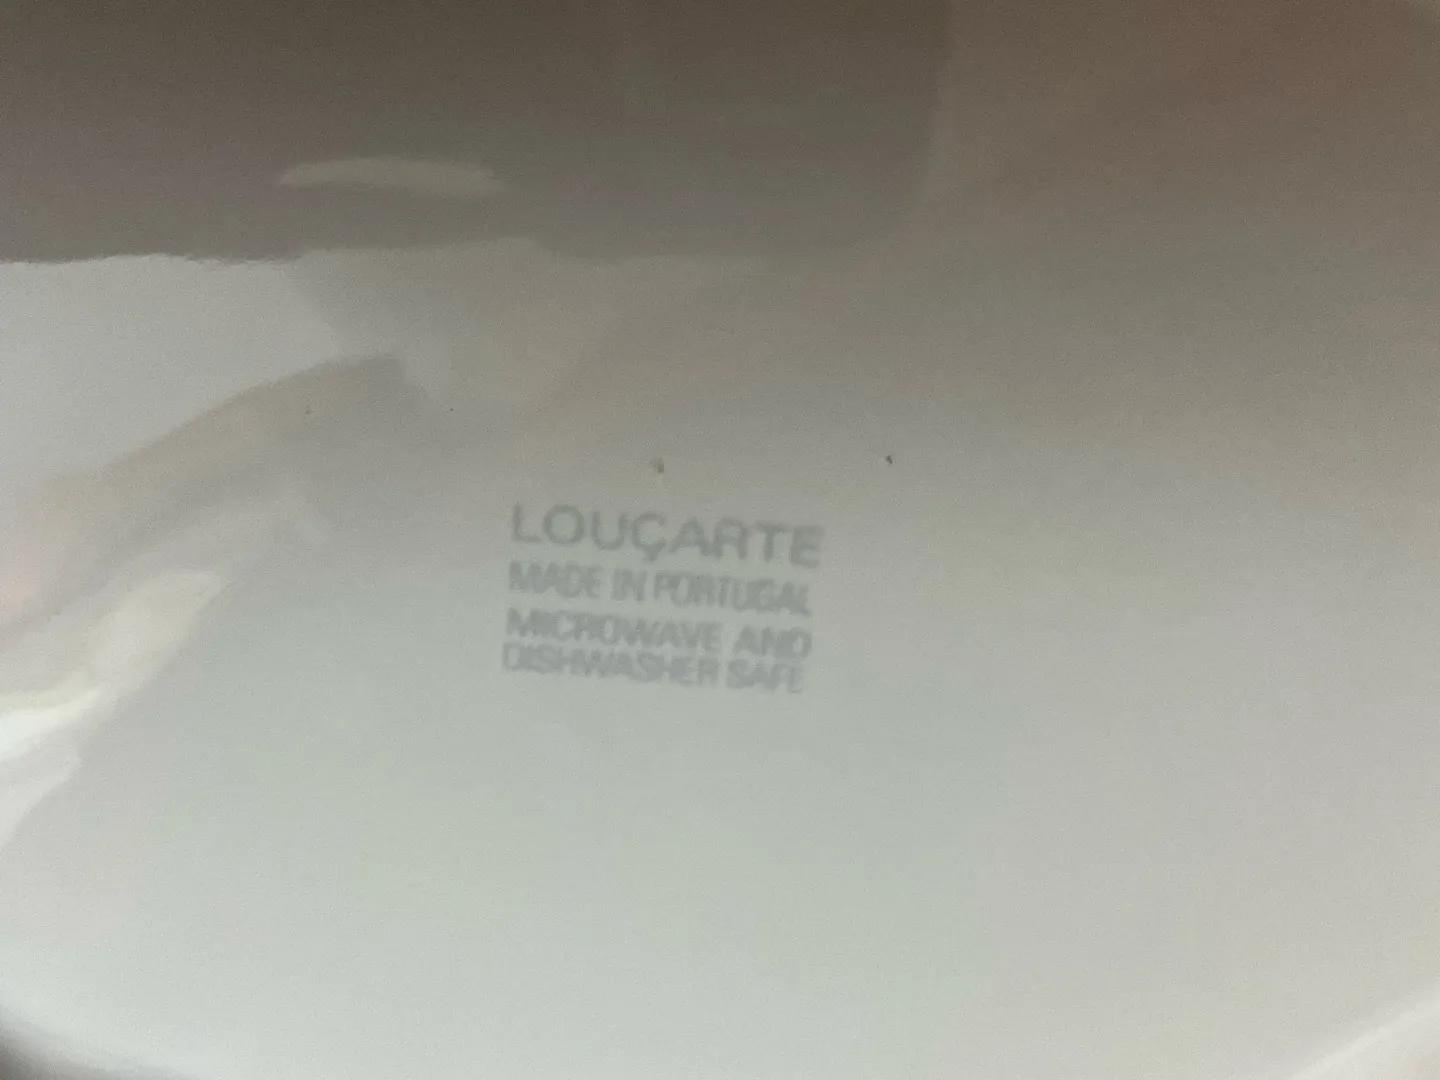 LOUÇARTE
MADE IN PORTUGAL
MICROWAVE AND
DISHWASHER SAFE